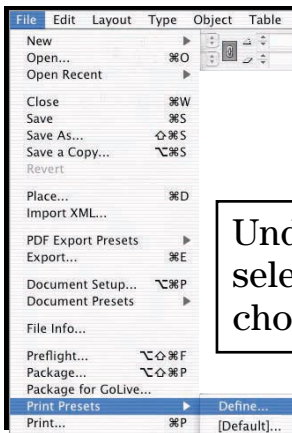 File Edit Layout Type Object Table
New
Open... ⌘O
Open Recent
Close ⌘W
Save ⌘S
Save As... ⇧⌘S
Save a Copy... ⌥⌘S
Revert
Place... ⌘D
Import XML...
PDF Export Presets
Export... ⌘E
Document Setup... ⌥⌘P
Document Presets
File Info...
Preflight... ⌥⇧⌘F
Package... ⌥⇧⌘P
Package for GoLive...
Print Presets Define...
Print... ⌘P [Default]...